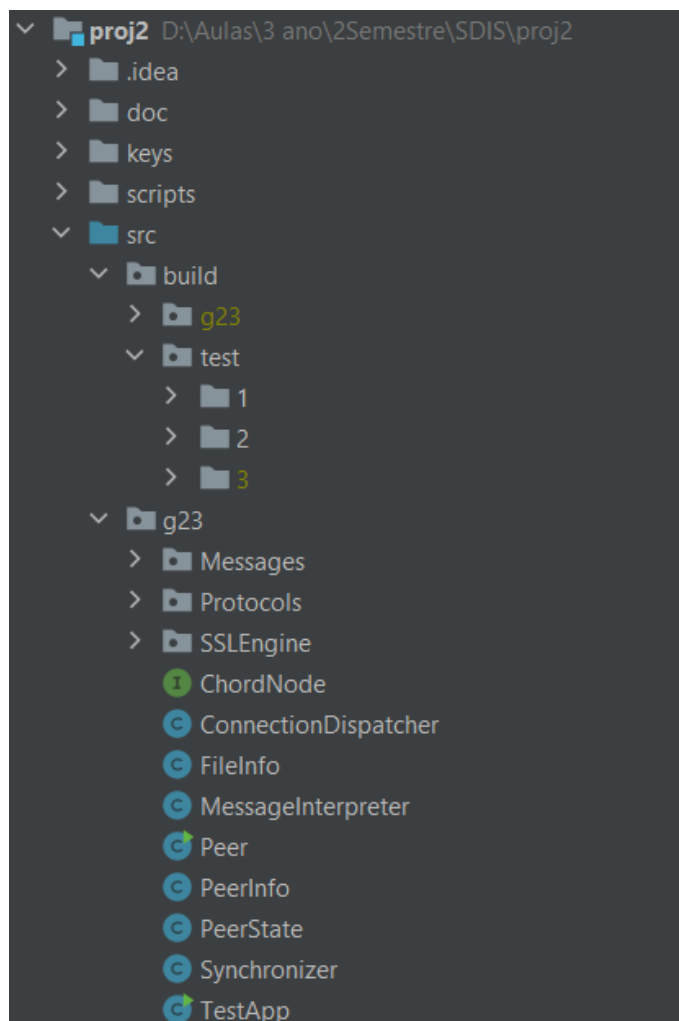 proj2 D:\Aulas\3 ano\2Semestre\SDIS\proj2
.idea
doc
keys
scripts
src
build
g23
test
1
2
3
g23
Messages
Protocols
SSLEngine
I ChordNode
C ConnectionDispatcher
C FileInfo
C MessageInterpreter
C Peer
C PeerInfo
C PeerState
C Synchronizer
C TestApp